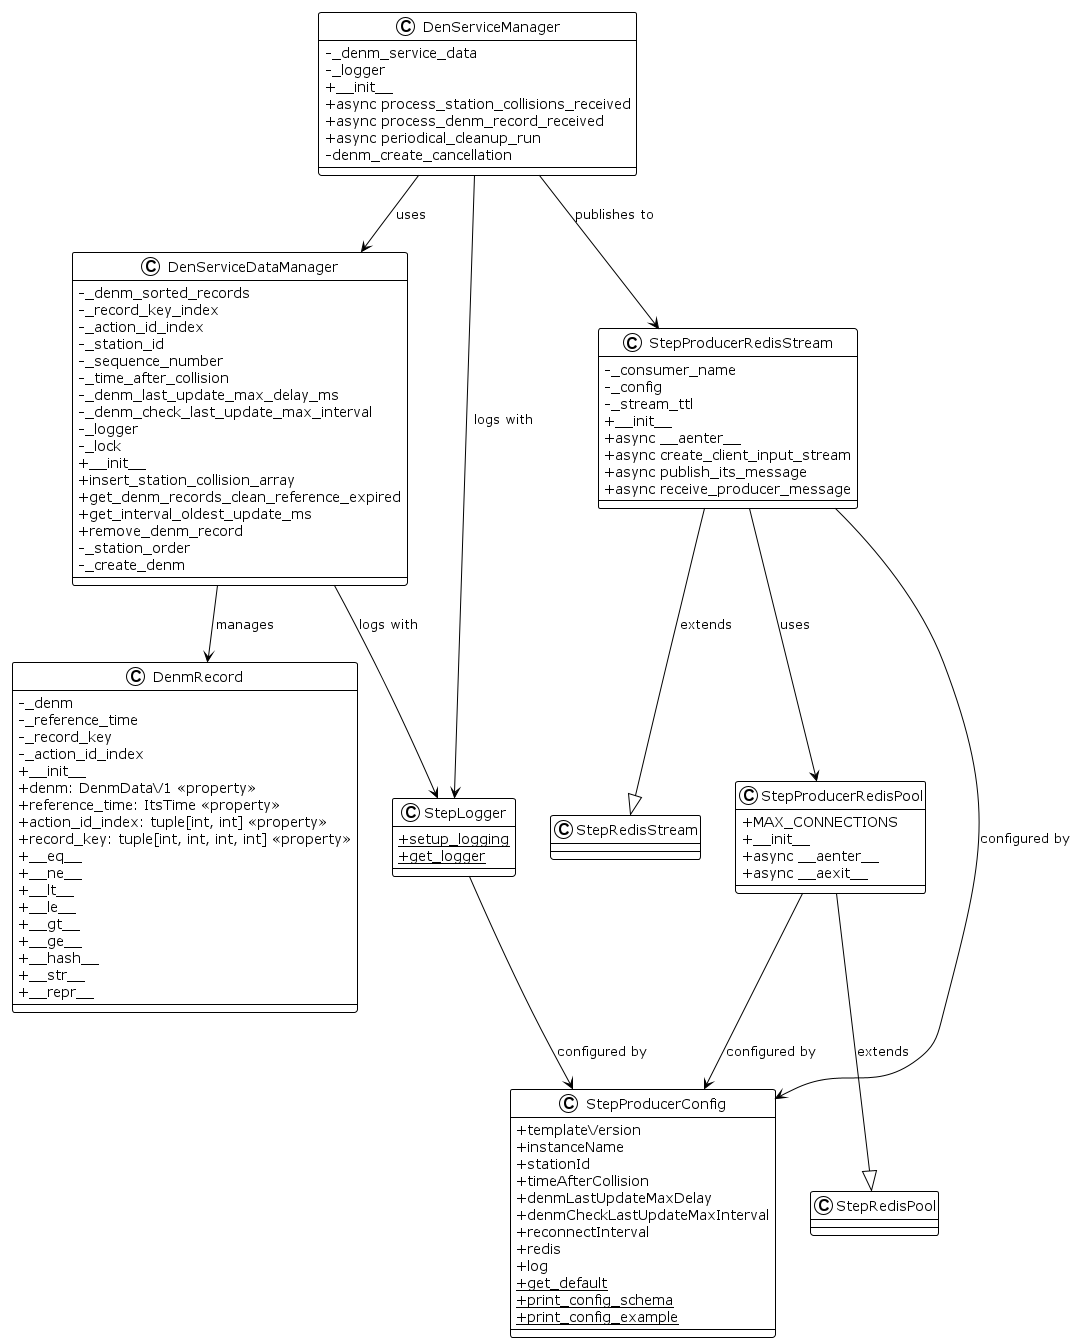 C DenServiceManager
-_denm_service_data
-_logger
+__init__
+async process_station_collisions_received
+async process_denm_record_received
+async periodical_cleanup_run
-denm_create_cancellation
uses
publishes to
C DenServiceDataManager
-_denm_sorted_records
-_record_key_index
-_action_id_index
-_station_id
-_sequence_number
-_time_after_collision
-_denm_last_update_max_delay_ms
-_denm_check_last_update_max_interval
-_logger
-_lock
+__init__
+insert_station_collision_array
+get_denm_records_clean_reference_expired
+get_interval_oldest_update_ms
+remove_denm_record
-_station_order
-_create_denm
logs with
C StepProducerRedisStream
-_consumer_name
-_config
-_stream_ttl
+__init__
+async __aenter__
+async create_client_input_stream
+async publish_its_message
+async receive_producer_message
manages
logs with
extends
uses
C DenmRecord
-_denm
-_reference_time
-_record_key
-_action_id_index
+__init__
+denm: DenmDataV1 «property»
+reference_time: ItsTime «property»
+action_id_index: tuple[int, int] «property»
+record_key: tuple[int, int, int, int] «property»
+__eq__
+__ne__
+__lt__
+__le__
+__gt__
+__ge__
+__hash__
+__str__
+__repr__
C StepLogger
+setup_logging
+get_logger
C StepRedisStream
C StepProducerRedisPool
+MAX_CONNECTIONS
+__init__
+async __aenter__
+async __aexit__
configured by
configured by
configured by
extends
C StepProducerConfig
+templateVersion
+instanceName
+stationId
+timeAfterCollision
+denmLastUpdateMaxDelay
+denmCheckLastUpdateMaxInterval
+reconnectInterval
+redis
+log
+get_default
+print_config_schema
+print_config_example
C StepRedisPool